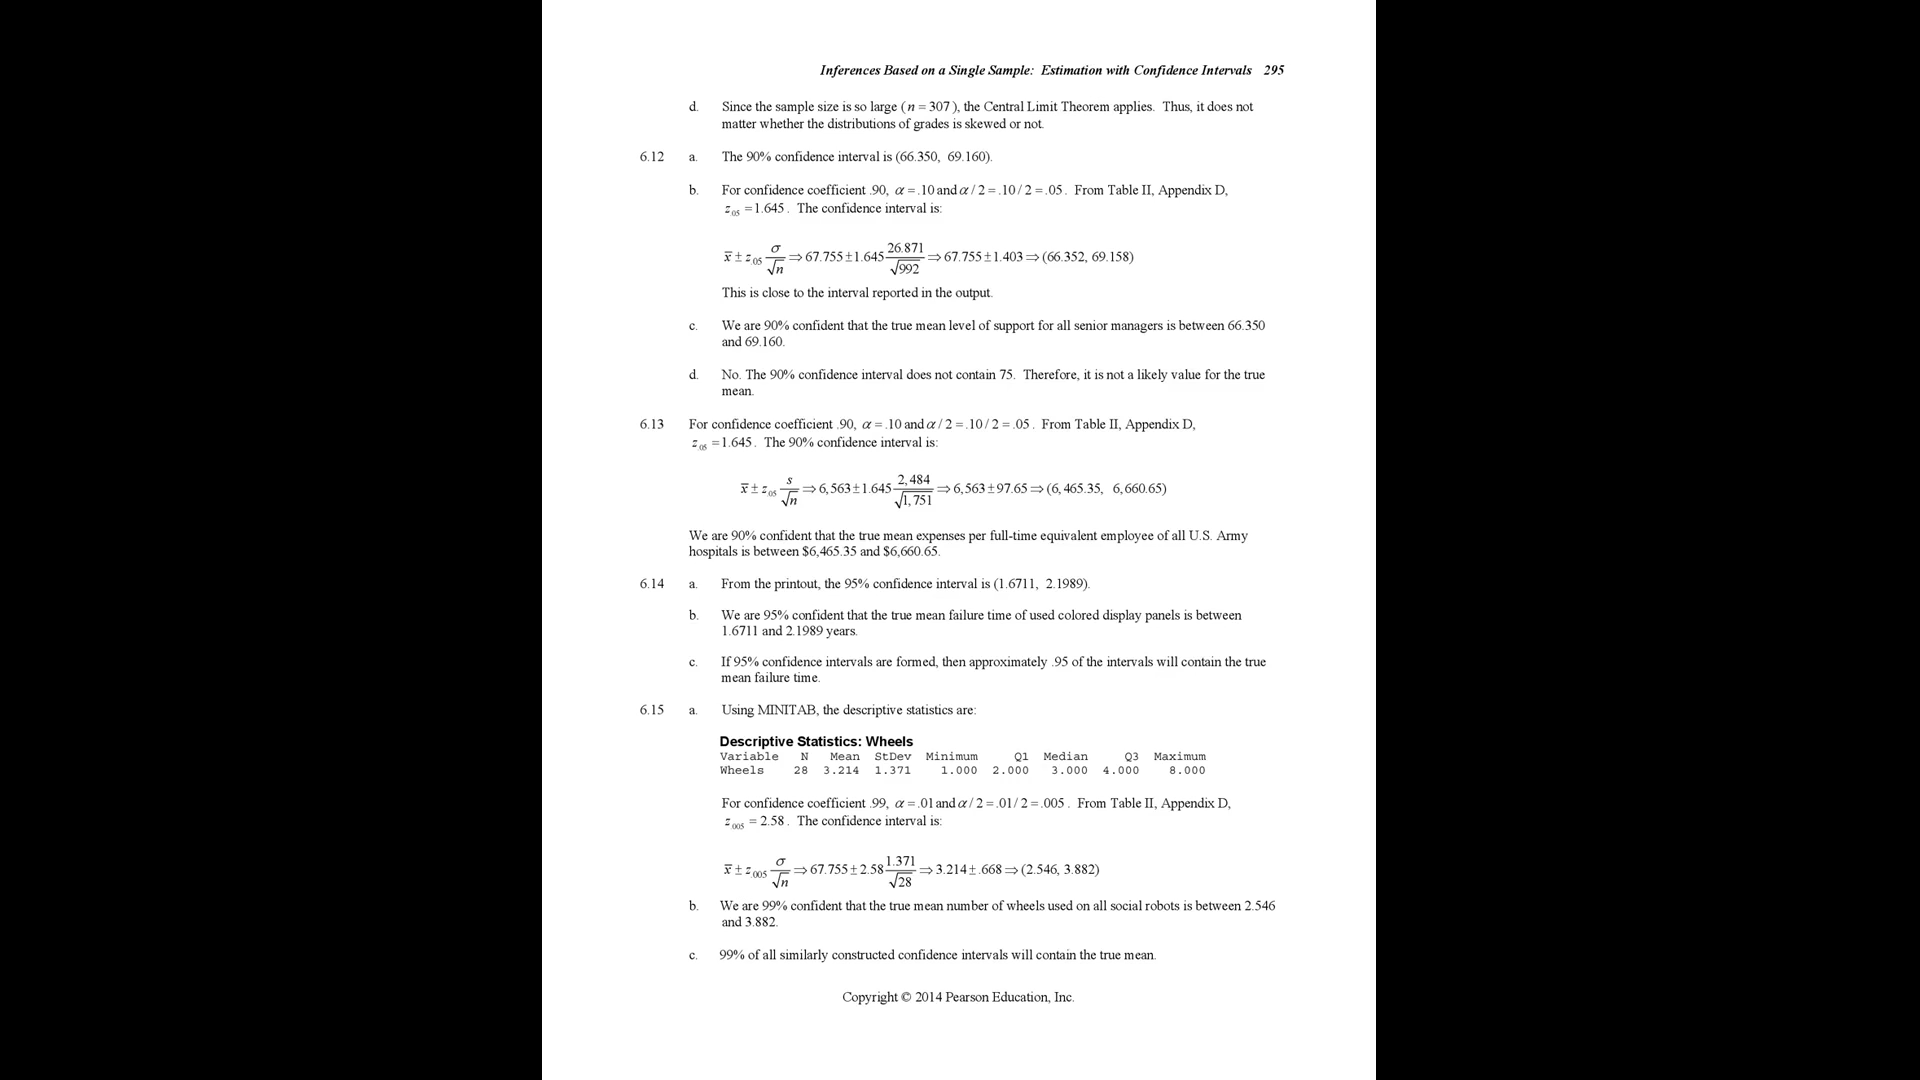 Inferences Based on a Single Sample: Estimation with Confidence Intervals 295
d. Since the sample size is so large ( n = 307 ), the Central Limit Theorem applies. Thus, it does not
matter whether the distributions of grades is skewed or not.
6.12 a. The 90% confidence interval is (66.350, 69.160).
b. For confidence coefficient .90, α = .10 and α / 2 = .10 / 2 = .05 . From Table II, Appendix D,
z.05 = 1.645 . The confidence interval is:
x̄ ± z.05 σ/√n ⇒ 67.755 ± 1.645 26.871/√992 ⇒ 67.755 ± 1.403 ⇒ (66.352, 69.158)
This is close to the interval reported in the output.
c. We are 90% confident that the true mean level of support for all senior managers is between 66.350
and 69.160.
d. No. The 90% confidence interval does not contain 75. Therefore, it is not a likely value for the true
mean.
6.13 For confidence coefficient .90, α = .10 and α / 2 = .10 / 2 = .05 . From Table II, Appendix D,
z.05 = 1.645 . The 90% confidence interval is:
x̄ ± z.05 s/√n ⇒ 6,563 ± 1.645 2,484/√1,751 ⇒ 6,563 ± 97.65 ⇒ (6,465.35, 6,660.65)
We are 90% confident that the true mean expenses per full-time equivalent employee of all U.S. Army
hospitals is between $6,465.35 and $6,660.65.
6.14 a. From the printout, the 95% confidence interval is (1.6711, 2.1989).
b. We are 95% confident that the true mean failure time of used colored display panels is between
1.6711 and 2.1989 years.
c. If 95% confidence intervals are formed, then approximately .95 of the intervals will contain the true
mean failure time.
6.15 a. Using MINITAB, the descriptive statistics are:
Descriptive Statistics: Wheels
Variable N Mean StDev Minimum Q1 Median Q3 Maximum
Wheels 28 3.214 1.371 1.000 2.000 3.000 4.000 8.000
For confidence coefficient .99, α = .01 and α / 2 = .01 / 2 = .005 . From Table II, Appendix D,
z.005 = 2.58 . The confidence interval is:
x̄ ± z.005 σ/√n ⇒ 67.755 ± 2.58 1.371/√28 ⇒ 3.214 ± .668 ⇒ (2.546, 3.882)
b. We are 99% confident that the true mean number of wheels used on all social robots is between 2.546
and 3.882.
c. 99% of all similarly constructed confidence intervals will contain the true mean.
Copyright © 2014 Pearson Education, Inc.